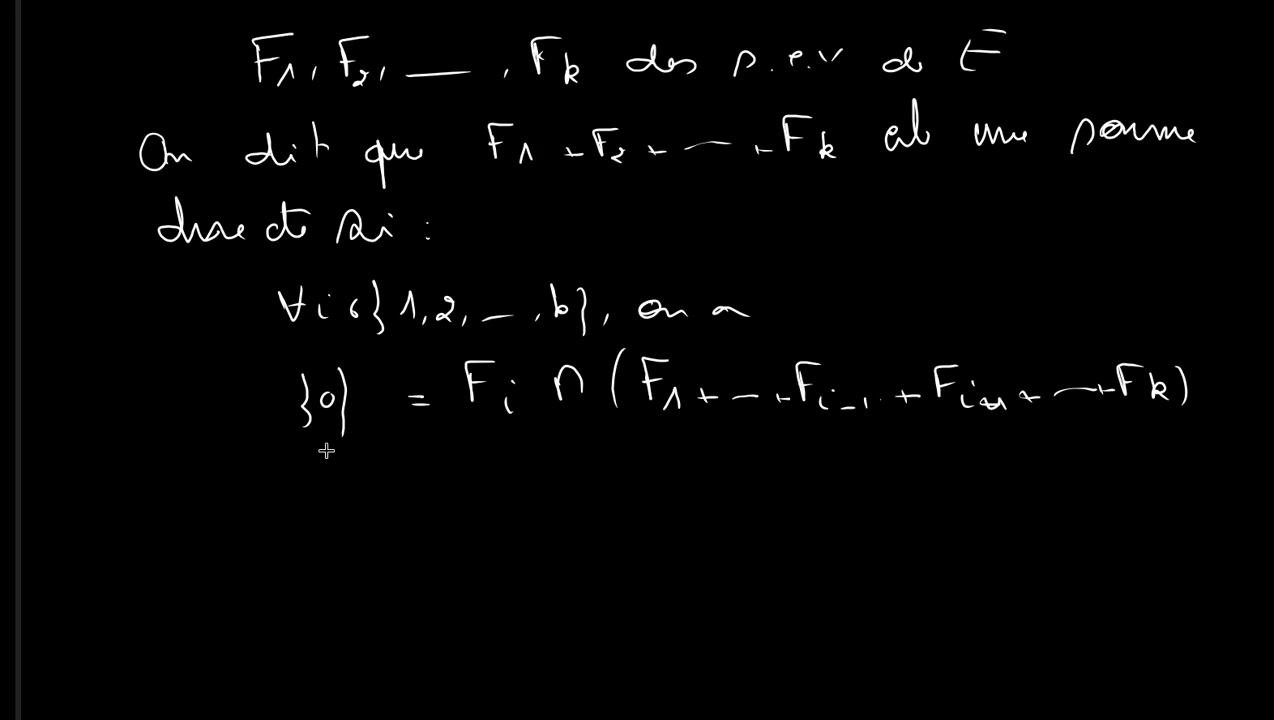 F₁, F₂, — , Fk des s.e.v de E
On dit que F₁ + F₂ + — + Fk est une somme
directe si :
∀ i ∈ {1, 2, — , k}, on a
{0} = Fi ∩ (F₁ + — + Fi-1 + Fi+1 + — + Fk)